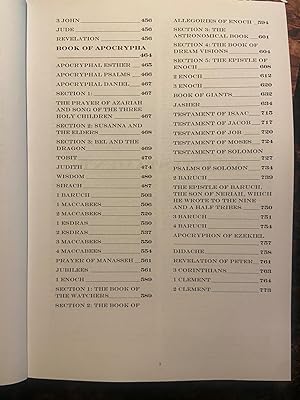 3 JOHN 456
JUDE 456
REVELATION 456
BOOK OF APOCRYPHA
464
APOCRYPHAL ESTHER 465
APOCRYPHAL PSALMS 466
APOCRYPHAL DANIEL 467
SECTION 1:
THE PRAYER OF AZARIAH
AND SONG OF THE THREE
HOLY CHILDREN 467
SECTION 2: SUSANNA AND
THE ELDERS 468
SECTION 3: BEL AND THE
DRAGON 469
TOBIT 470
JUDITH 474
WISDOM 480
SIRACH 487
1 BARUCH 503
1 MACCABEES 506
2 MACCABEES 520
1 ESDRAS 530
2 ESDRAS 537
3 MACCABEES 550
4 MACCABEES 554
PRAYER OF MANASSEH 561
JUBILEES 561
1 ENOCH 589
SECTION 1: THE BOOK OF
THE WATCHERS 589
SECTION 2: THE BOOK OF
ALLEGORIES OF ENOCH 594
SECTION 3: THE
ASTRONOMICAL BOOK 601
SECTION 4: THE BOOK OF
DREAM VISIONS 604
SECTION 5: THE EPISTLE OF
ENOCH 608
2 ENOCH 612
3 ENOCH 620
BOOK OF GIANTS 632
JASHER 634
TESTAMENT OF ISAAC 715
TESTAMENT OF JACOB 717
TESTAMENT OF JOB 720
TESTAMENT OF MOSES 724
TESTAMENT OF SOLOMON
727
PSALMS OF SOLOMON 734
2 BARUCH 739
THE EPISTLE OF BARUCH,
THE SON OF NERIAH, WHICH
HE WROTE TO THE NINE
AND A HALF TRIBES 750
3 BARUCH 751
4 BARUCH 754
APOCRYPHON OF EZEKIEL
757
DIDACHE 758
REVELATION OF PETER 761
3 CORINTHIANS 763
1 CLEMENT 764
2 CLEMENT 773